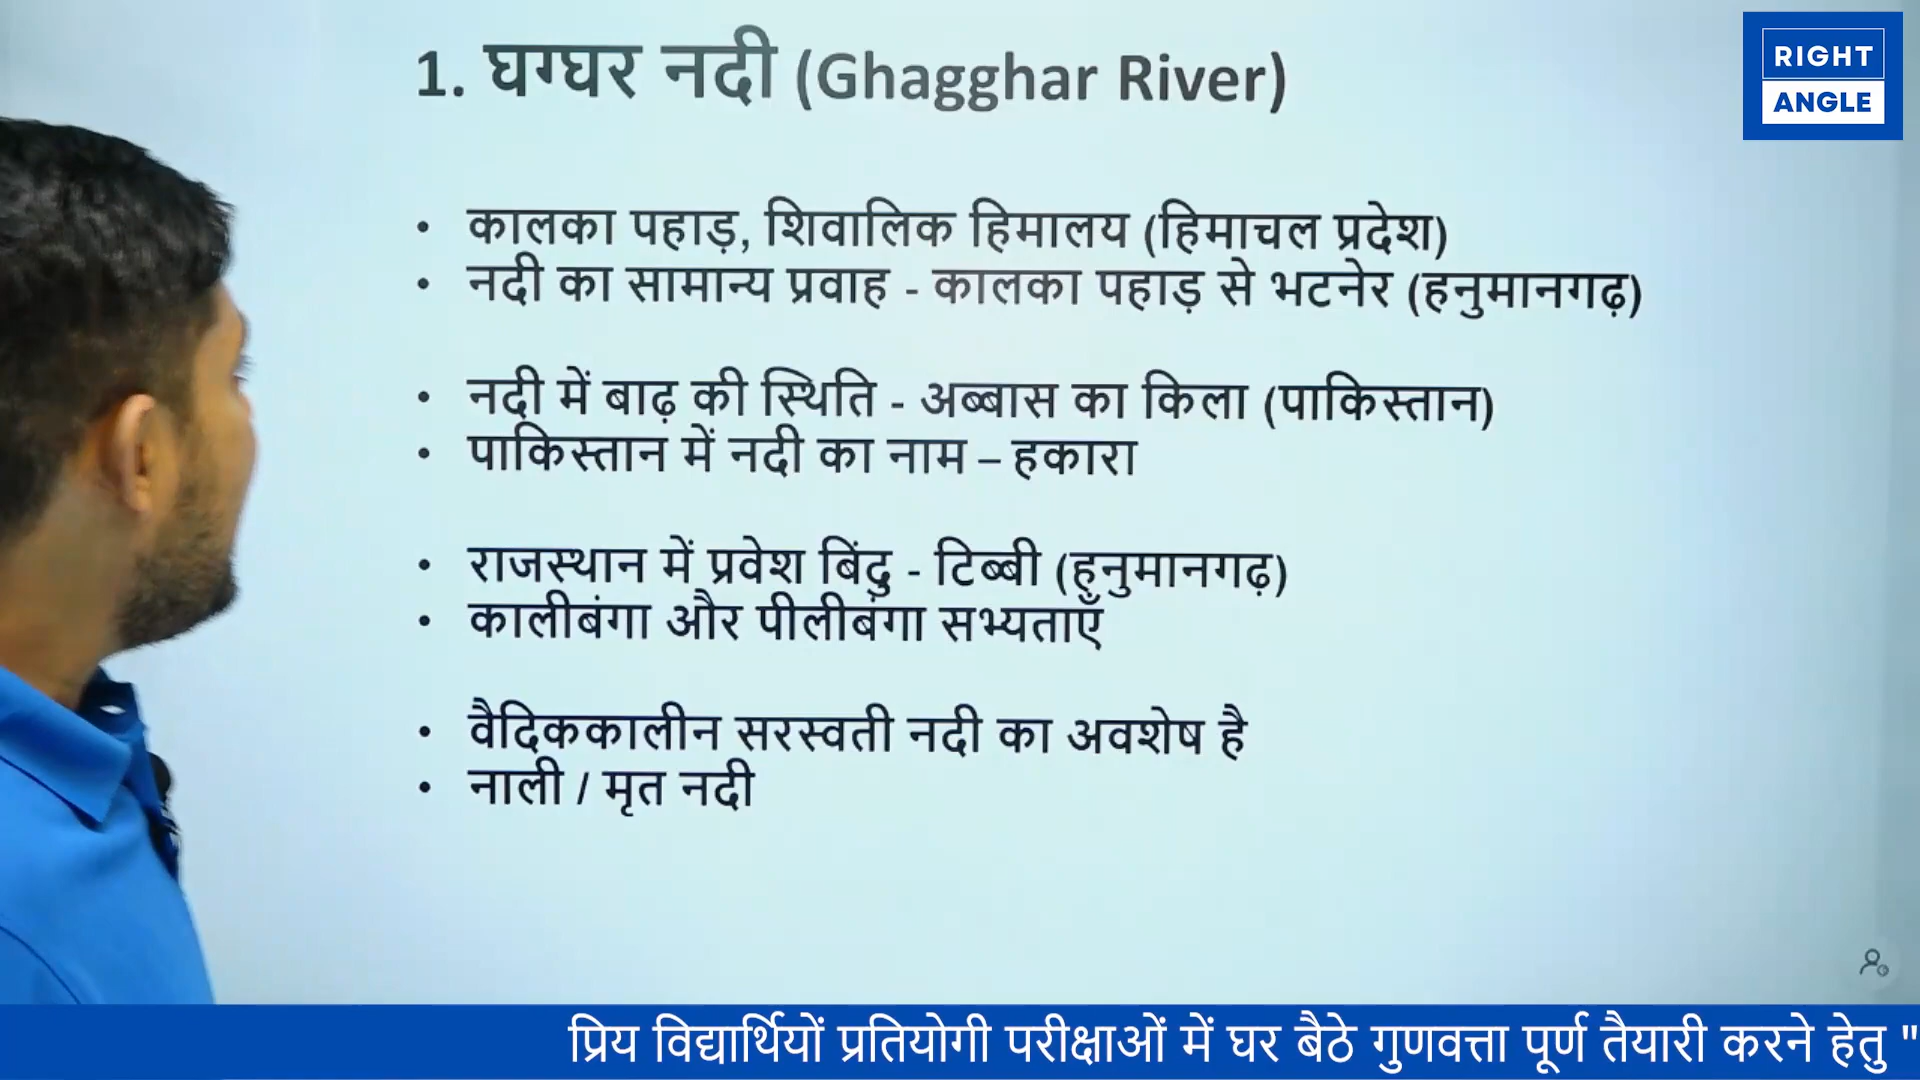 1. घग्घर नदी (Ghagghar River)
RIGHT
ANGLE
• कालका पहाड़, शिवालिक हिमालय (हिमाचल प्रदेश)
• नदी का सामान्य प्रवाह - कालका पहाड़ से भटनेर (हनुमानगढ़)
• नदी में बाढ़ की स्थिति - अब्बास का किला (पाकिस्तान)
• पाकिस्तान में नदी का नाम – हकारा
• राजस्थान में प्रवेश बिंदु - टिब्बी (हनुमानगढ़)
• कालीबंगा और पीलीबंगा सभ्यताएँ
• वैदिककालीन सरस्वती नदी का अवशेष है
• नाली / मृत नदी
प्रिय विद्यार्थियों प्रतियोगी परीक्षाओं में घर बैठे गुणवत्ता पूर्ण तैयारी करने हेतु "